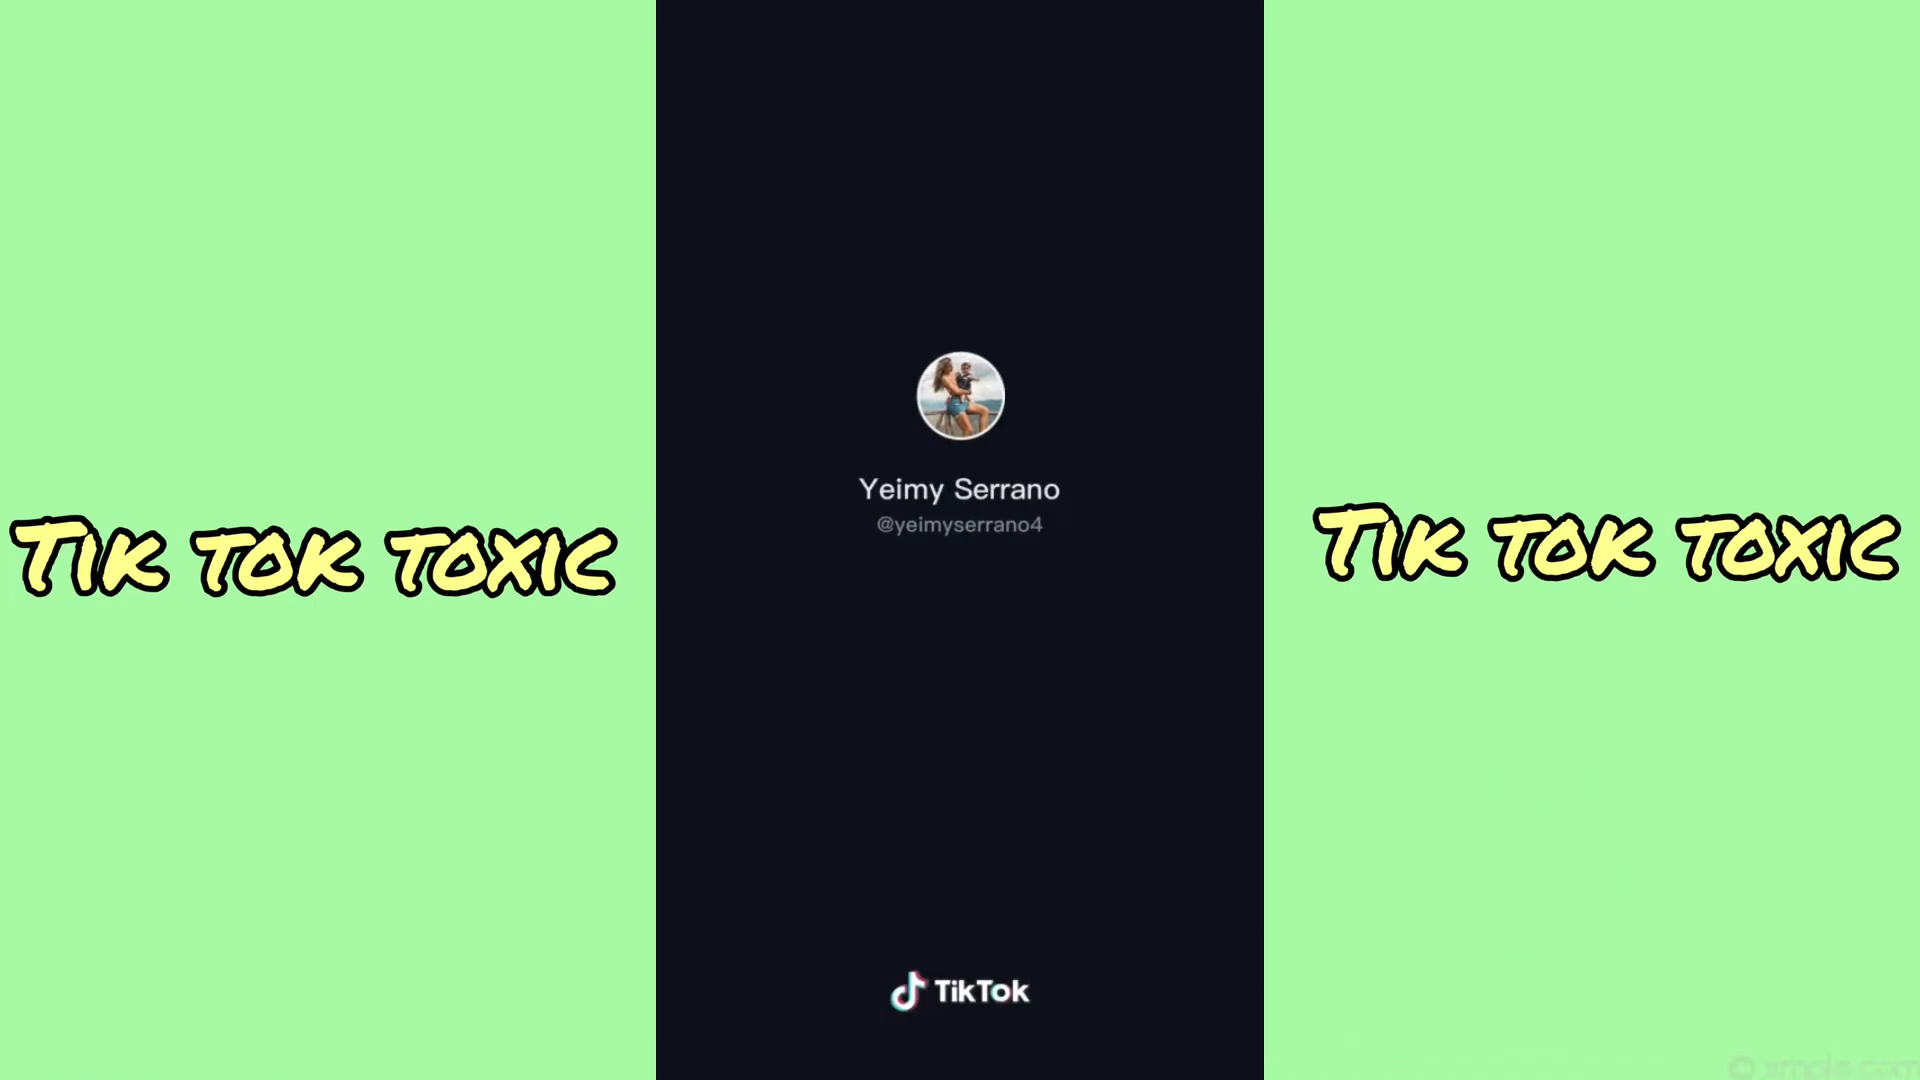 Yeimy Serrano
@yeimyserrano4
Tik tok toxic
Tik tok toxic
TikTok